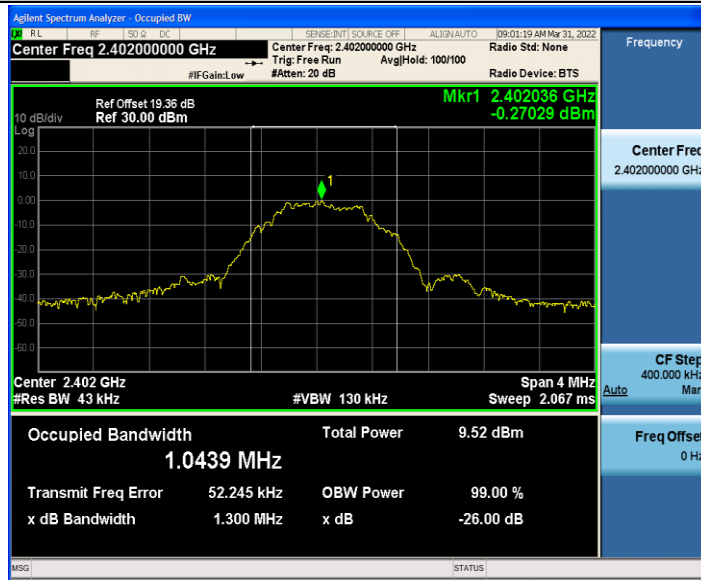 Agilent Spectrum Analyzer - Occupied BW
RL RF 50 Ω DC SENSE:INT SOURCE OFF ALIGN AUTO 09:01:19 AM Mar 31, 2022
Center Freq 2.402000000 GHz
Center Freq: 2.402000000 GHz
Radio Std: None
Trig: Free Run Avg|Hold: 100/100
#IFGain:Low
#Atten: 20 dB
Radio Device: BTS
Frequency
Mkr1 2.402036 GHz
-0.27029 dBm
Ref Offset 19.36 dB
10 dB/div Ref 30.00 dBm
Log
20.0
10.0
0.00
-10.0
-20.0
-30.0
-40.0
-50.0
-60.0
1
Center 2.402 GHz
Span 4 MHz
#Res BW 43 kHz
#VBW 130 kHz
Sweep 2.067 ms
Occupied Bandwidth
1.0439 MHz
Total Power 9.52 dBm
Transmit Freq Error 52.245 kHz
OBW Power 99.00 %
x dB Bandwidth 1.300 MHz
x dB -26.00 dB
Center Freq
2.402000000 GHz
CF Step
400.000 kHz
Auto Man
Freq Offset
0 Hz
MSG
STATUS